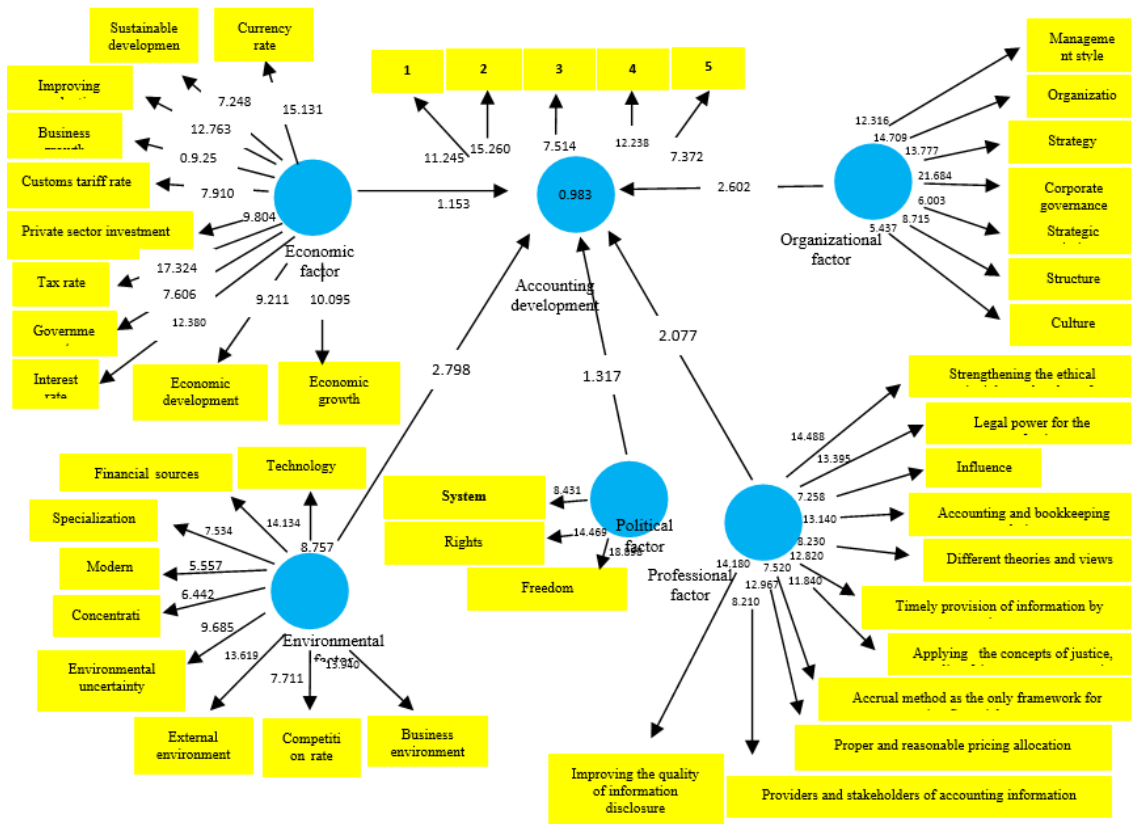 Sustainable
developmen
Currency
rate
Improving
Business
Customs tariff rate
Private sector investment
Tax rate
Governme
Interest
rate
Economic
development
Economic
growth
7.248
15.131
12.763
0.9.25
7.910
9.804
17.324
7.606
12.380
9.211
10.095
Economic
factor
1
2
3
4
5
11.245
15.260
7.514
12.238
7.372
1.153
0.983
2.602
Accounting
development
Manageme
nt style
Organizatio
Strategy
Corporate
governance
Strategic
Structure
Culture
12.316
14.709
13.777
21.684
6.003
8.715
5.437
Organizational
factor
2.798
1.317
2.077
Financial sources
Technology
Specialization
Modern
Concentrati
Environmental
uncertainty
External
environment
Competiti
on rate
Business
environment
14.134
8.757
7.534
5.557
6.442
9.685
13.619
7.711
13.940
Environmental
System
Rights
Freedom
8.431
14.469
18.898
Political
factor
Strengthening the ethical
Legal power for the
Influence
Accounting and bookkeeping
Different theories and views
Timely provision of information by
Applying the concepts of justice,
Accrual method as the only framework for
Proper and reasonable pricing allocation
Providers and stakeholders of accounting information
Improving the quality
of information
disclosure
14.488
13.395
7.258
13.140
8.230
12.820
11.840
7.520
12.967
14.180
8.210
Professional
factor